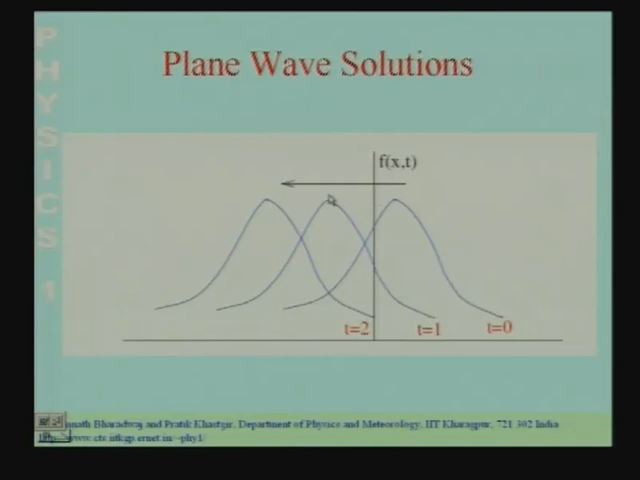 PHYSICS 1
Plane Wave Solutions
f(x,t)
t=2
t=1
t=0
Bharadwaj and Pratik Khastgir, Department of Physics and Meteorology, IIT Kharagpur, 721 302 India